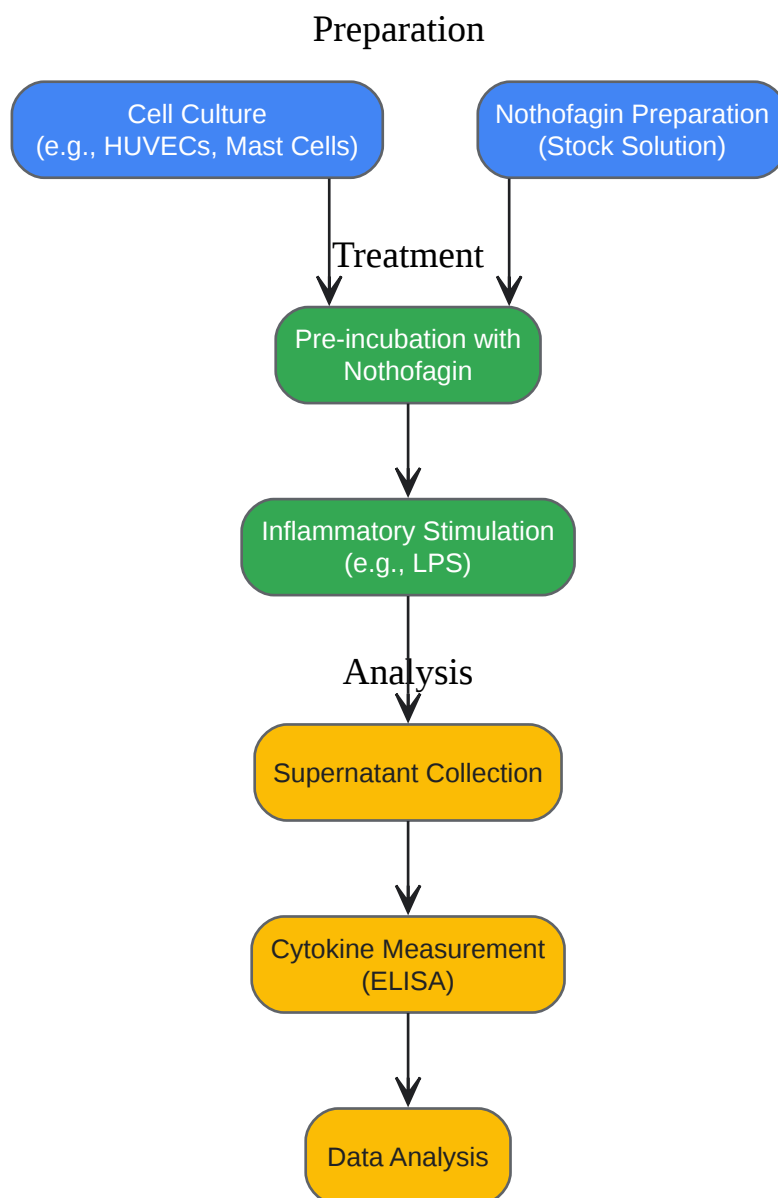 Preparation
Cell Culture
(e.g., HUVECs, Mast Cells)
Nothofagin Preparation
(Stock Solution)
Treatment
Pre-incubation with
Nothofagin
Inflammatory Stimulation
(e.g., LPS)
Analysis
Supernatant Collection
Cytokine Measurement
(ELISA)
Data Analysis